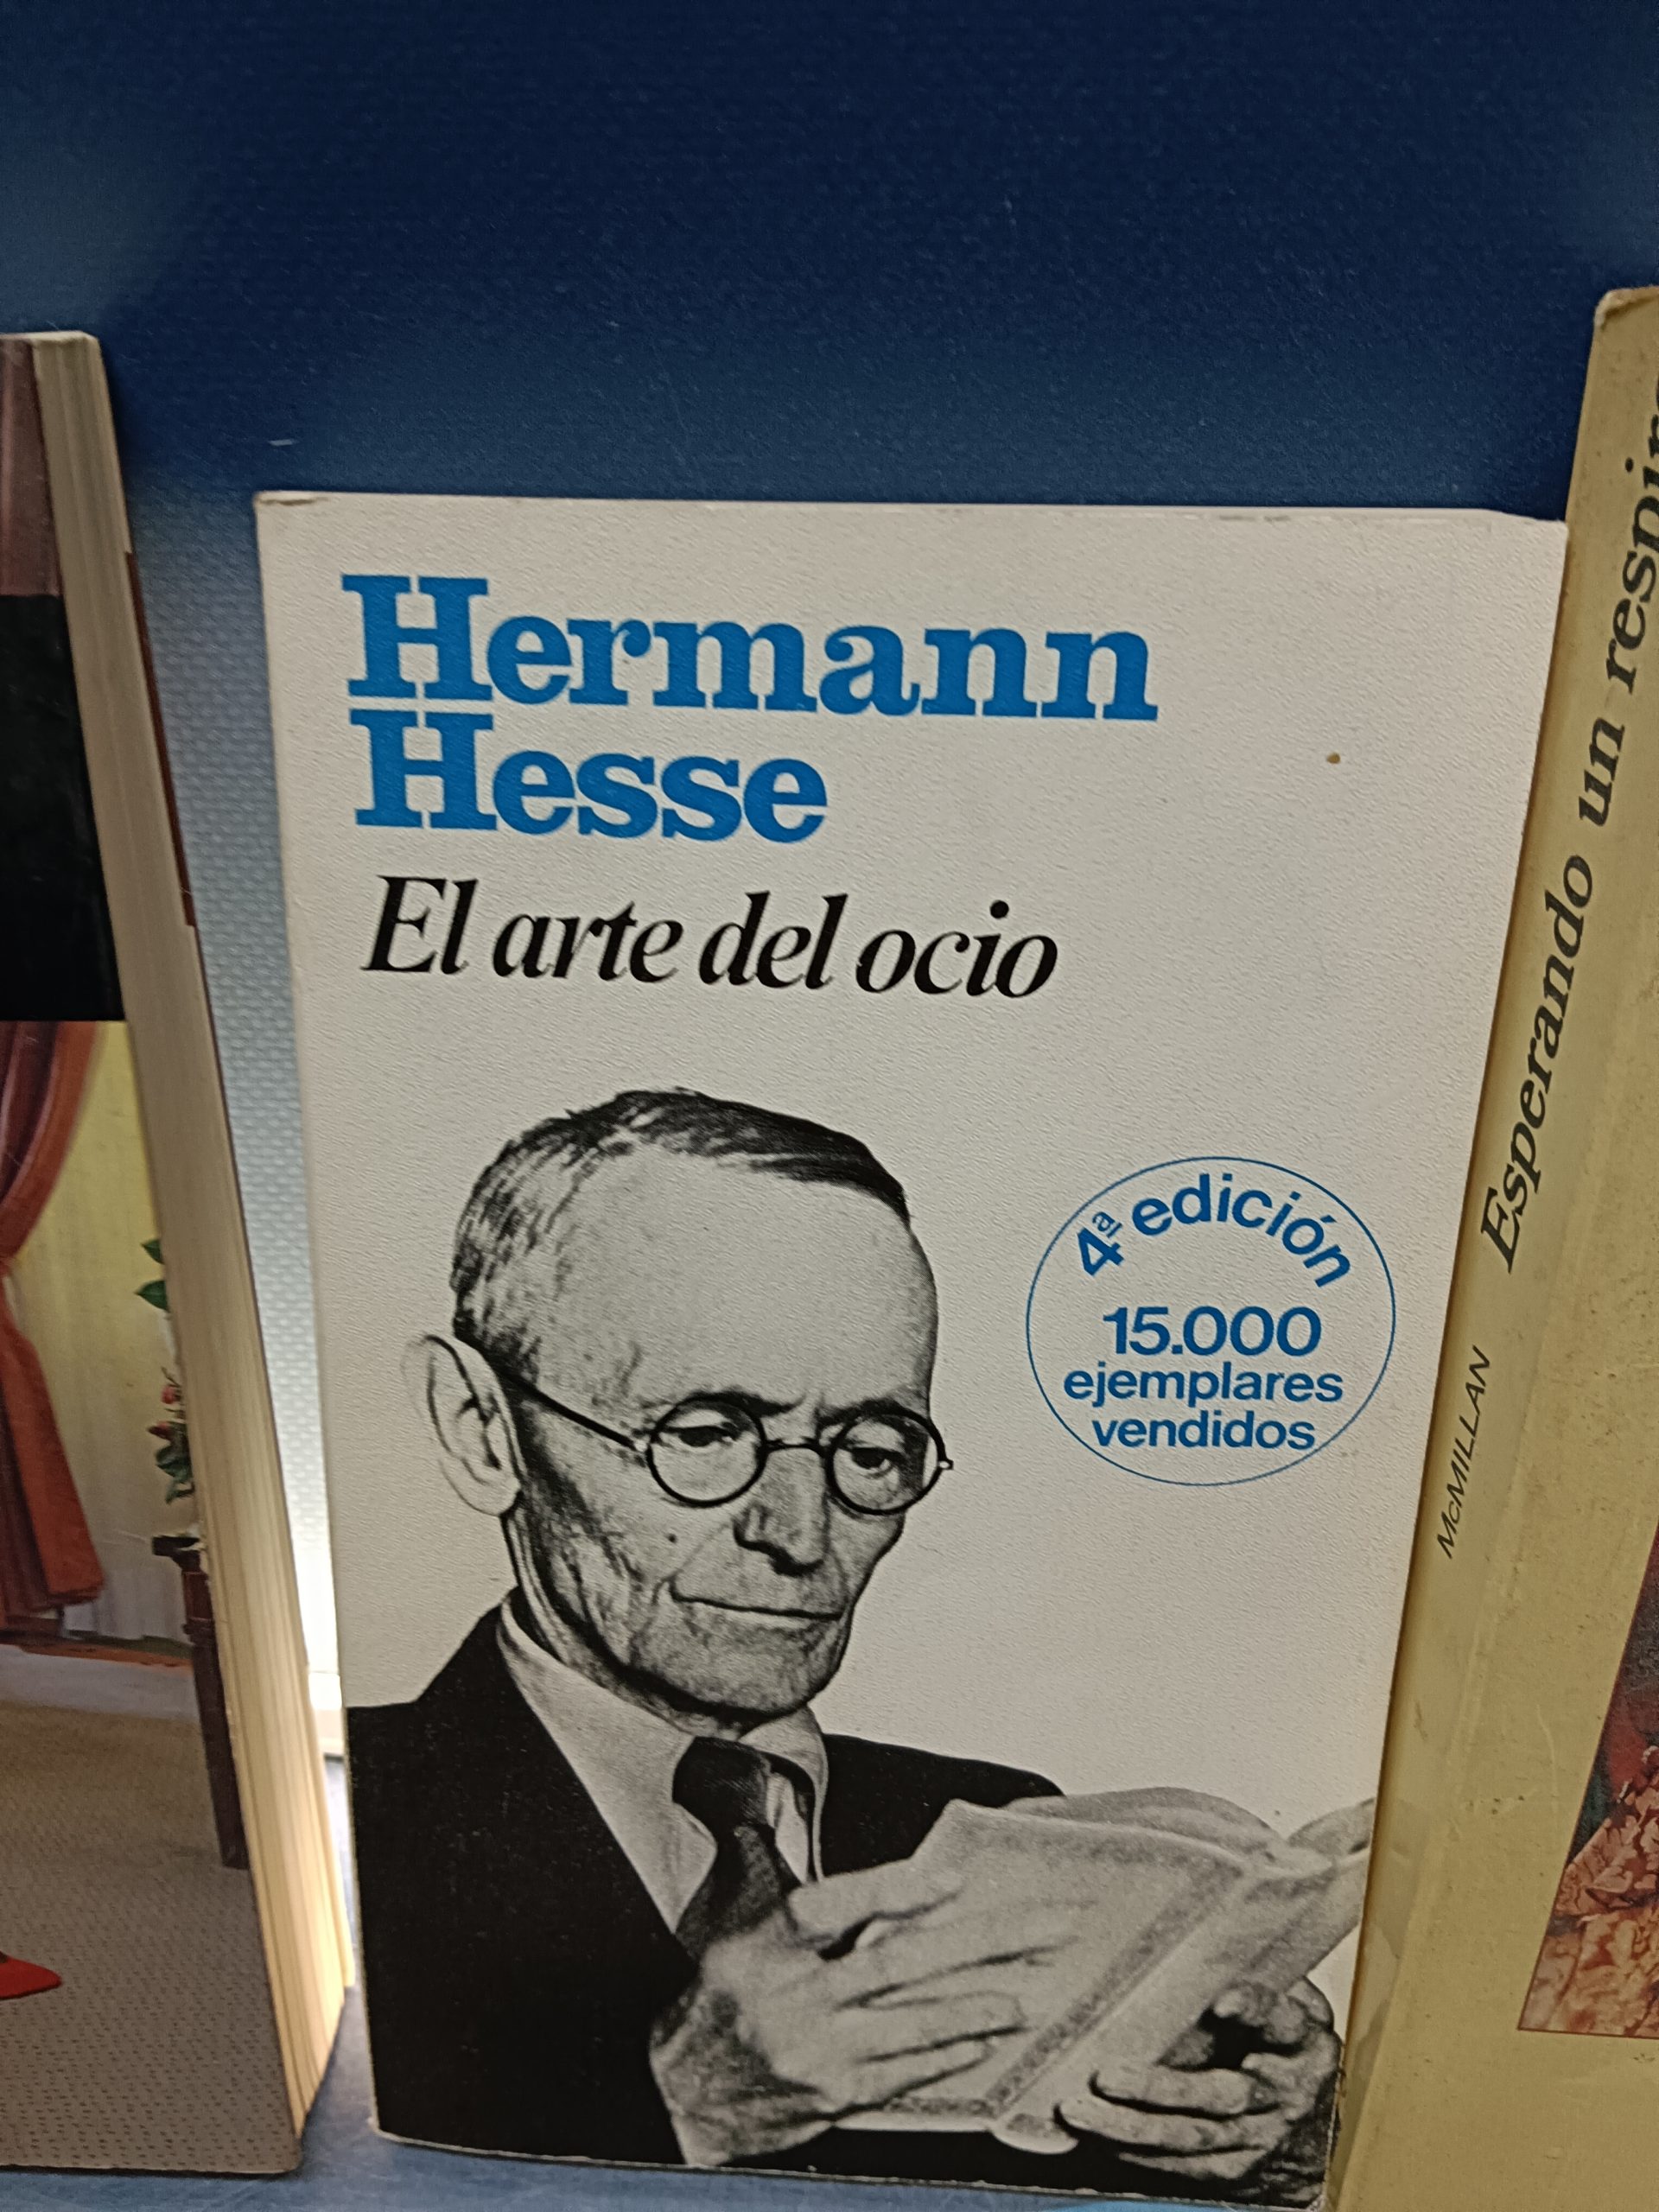 Hermann
Hesse
El arte del ocio
4ª edición
15.000
ejemplares
vendidos
McMILLAN Esperando un